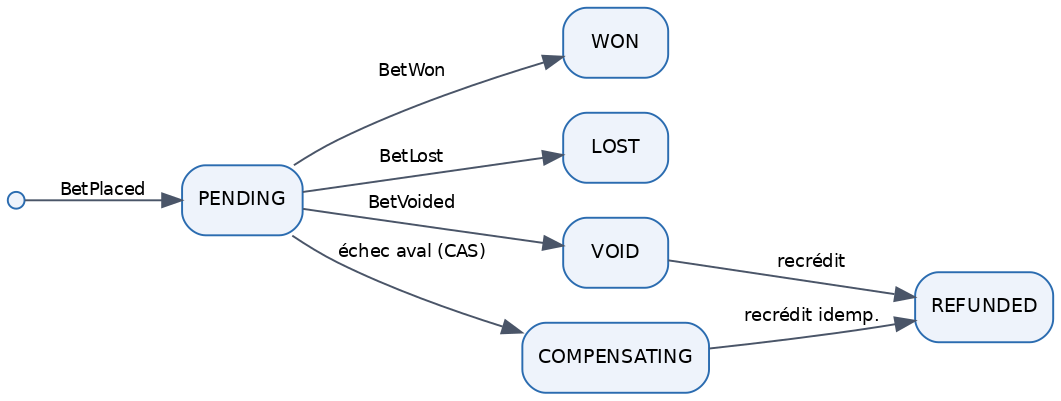 WON
BetWon
LOST
BetLost
BetPlaced
PENDING
BetVoided
VOID
échec aval (CAS)
recrédit
REFUNDED
recrédit idemp.
COMPENSATING